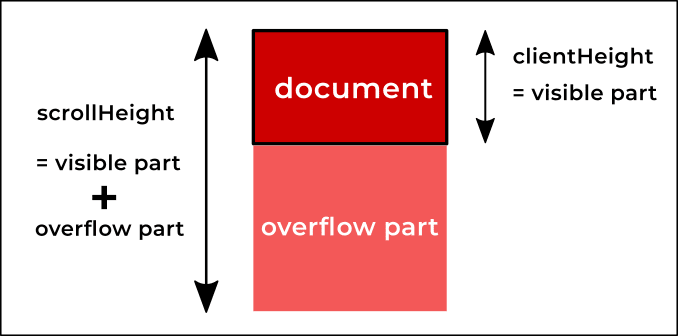 scrollHeight
= visible part
+
overflow part
document
overflow part
clientHeight
= visible part